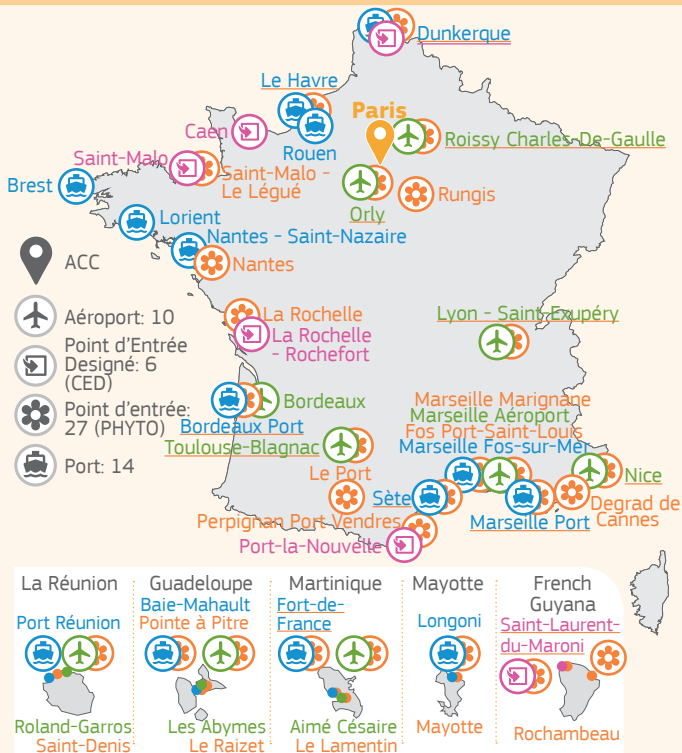 Dunkerque
Le Havre
Paris
Caen
Rouen
Roissy Charles-De-Gaulle
Saint-Malo
Saint-Malo -
Le Légué
Brest
Orly
Rungis
Lorient
Nantes - Saint-Nazaire
Nantes
ACC
La Rochelle
La Rochelle
- Rochefort
Lyon - Saint-Exupéry
Aéroport: 10
Point d'Entrée
Designé: 6
(CED)
Point d'entrée:
27 (PHYTO)
Port: 14
Bordeaux
Bordeaux Port
Toulouse-Blagnac
Marseille Marignane
Marseille Aéroport
Fos Port-Saint-Louis
Marseille Fos-sur-Mer
Le Port
Sète
Nice
Marseille Port
Degrad de
Cannes
Perpignan Port Vendres
Port-la-Nouvelle
La Réunion
Port Réunion
Roland-Garros
Saint-Denis
Guadeloupe
Baie-Mahault
Pointe à Pitre
Les Abymes
Le Raizet
Martinique
Fort-de-
France
Aimé Césaire
Le Lamentin
Mayotte
Longoni
Mayotte
French
Guyana
Saint-Laurent-
du-Maroni
Rochambeau